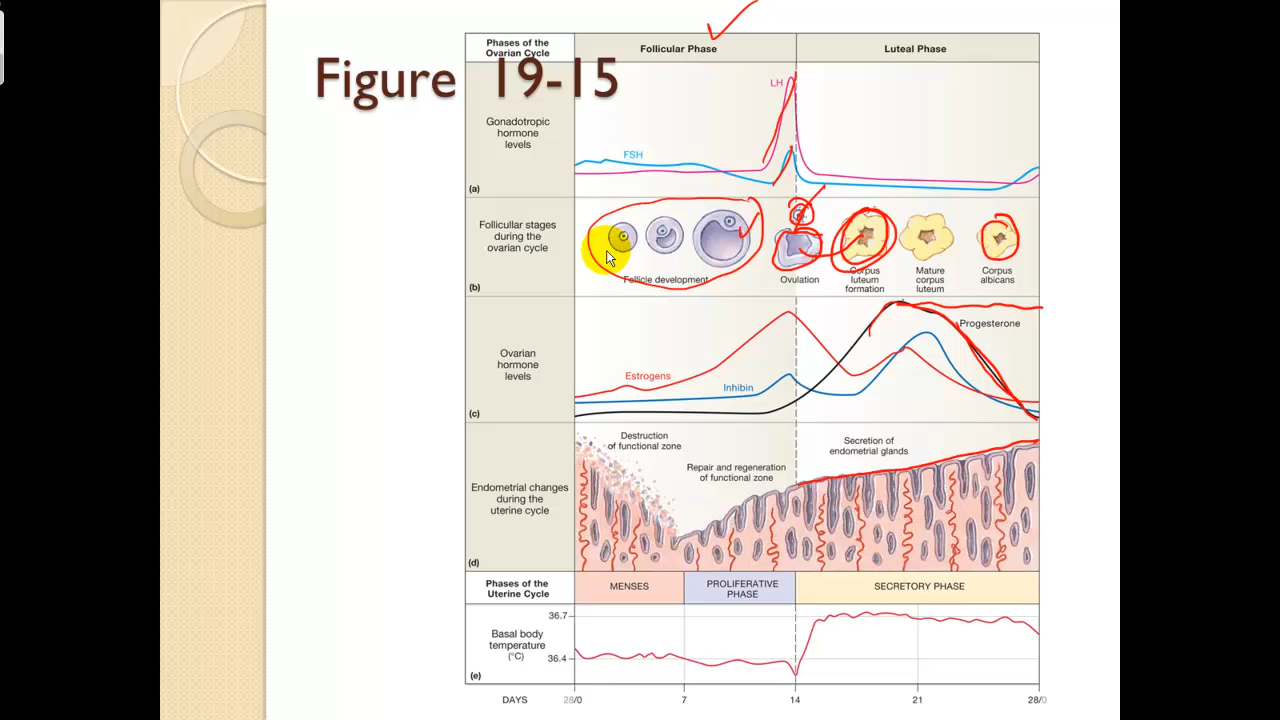 Figure 19-15
Phases of the
Ovarian Cycle
Follicular Phase
Luteal Phase
Gonadotropic
hormone
levels
(a)
LH
FSH
Follicular stages
during the
ovarian cycle
(b)
Follicle development
Ovulation
Corpus
luteum
formation
Mature
corpus
luteum
Corpus
albicans
Ovarian
hormone
levels
(c)
Estrogens
Inhibin
Progesterone
Endometrial changes
during the
uterine cycle
(d)
Destruction
of functional zone
Repair and regeneration
of functional zone
Secretion of
endometrial glands
Phases of the
Uterine Cycle
MENSES
PROLIFERATIVE
PHASE
SECRETORY PHASE
Basal body
temperature
(°C)
(e)
36.7
36.4
DAYS
28/0
7
14
21
28/0